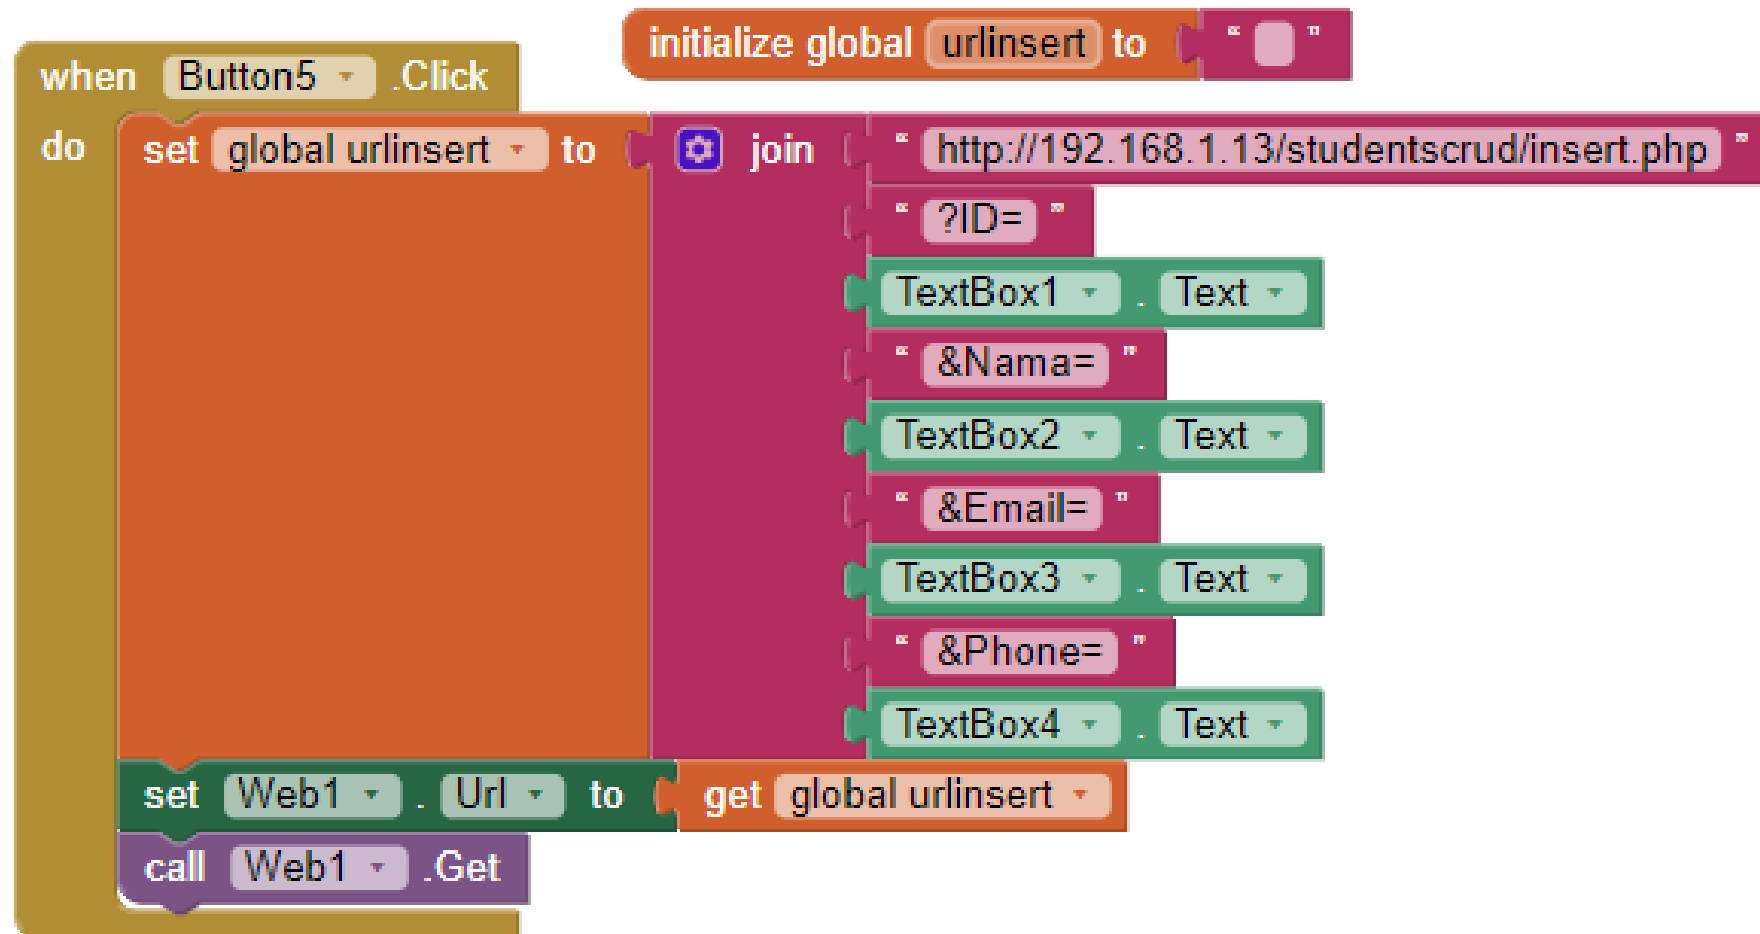 initialize global urlinsert to “ ”
when Button5 .Click
do set global urlinsert to join “ http://192.168.1.13/studentscrud/insert.php ”
“ ?ID= ”
TextBox1 . Text
“ &Nama= ”
TextBox2 . Text
“ &Email= ”
TextBox3 . Text
“ &Phone= ”
TextBox4 . Text
set Web1 . Url to get global urlinsert
call Web1 .Get